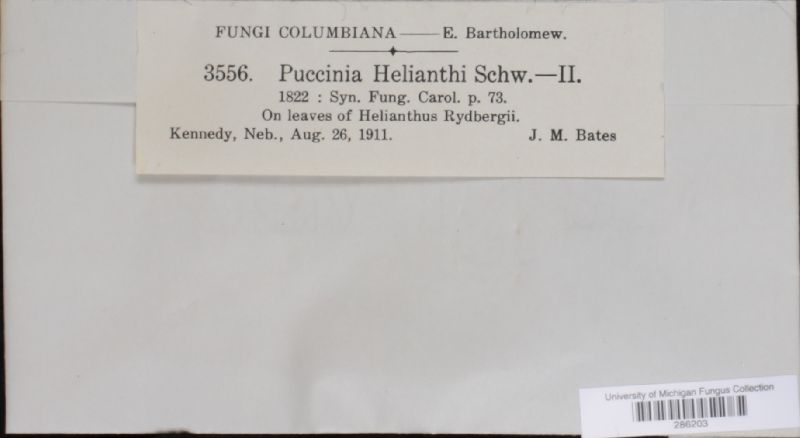 FUNGI COLUMBIANA — E. Bartholomew.
3556. Puccinia Helianthi Schw.—II.
1822 : Syn. Fung. Carol. p. 73.
On leaves of Helianthus Rydbergii.
Kennedy, Neb., Aug. 26, 1911. J. M. Bates
University of Michigan Fungus Collection
286203